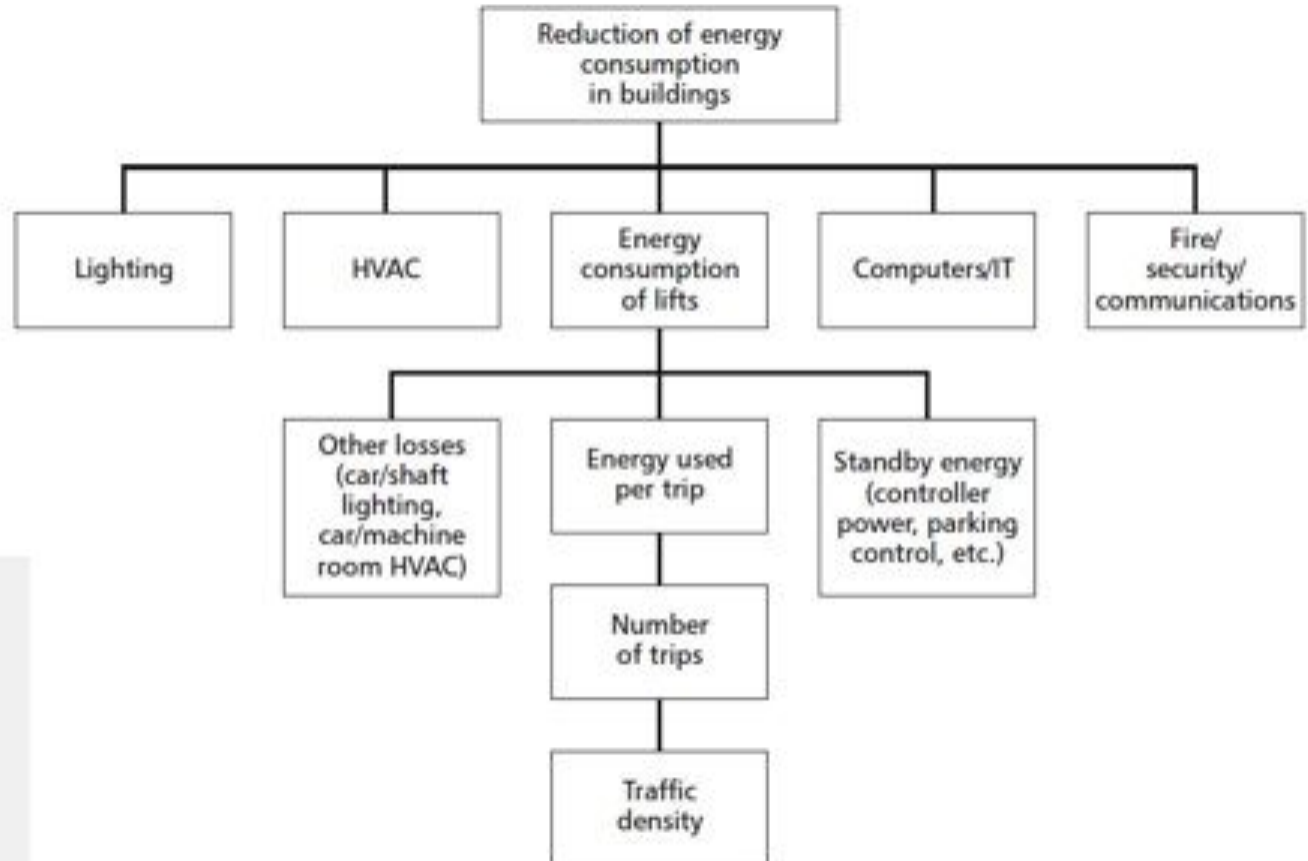 Reduction of energy
consumption
in buildings
Lighting
HVAC
Energy
consumption
of lifts
Computers/IT
Fire/
security/
communications
Other losses
(car/shaft
lighting,
car/machine
room HVAC)
Energy used
per trip
Standby energy
(controller
power, parking
control, etc.)
Number
of trips
Traffic
density